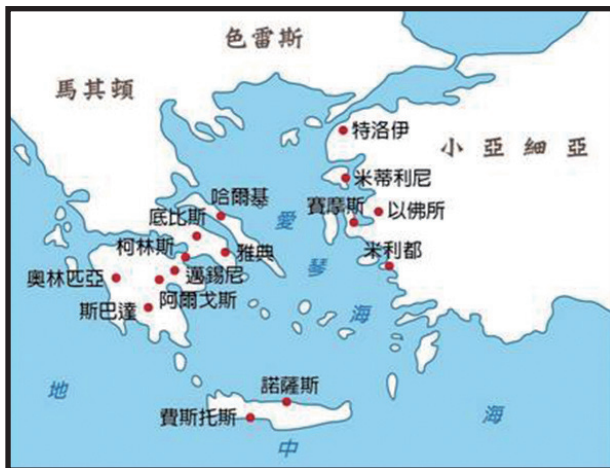 色雷斯
馬其頓
特洛伊
小亞細亞
米蒂利尼
哈爾基
賽摩斯
以佛所
底比斯
愛琴海
柯林斯
雅典
米利都
奧林匹亞
邁錫尼
阿爾戈斯
斯巴達
諾薩斯
費斯托斯
地中海